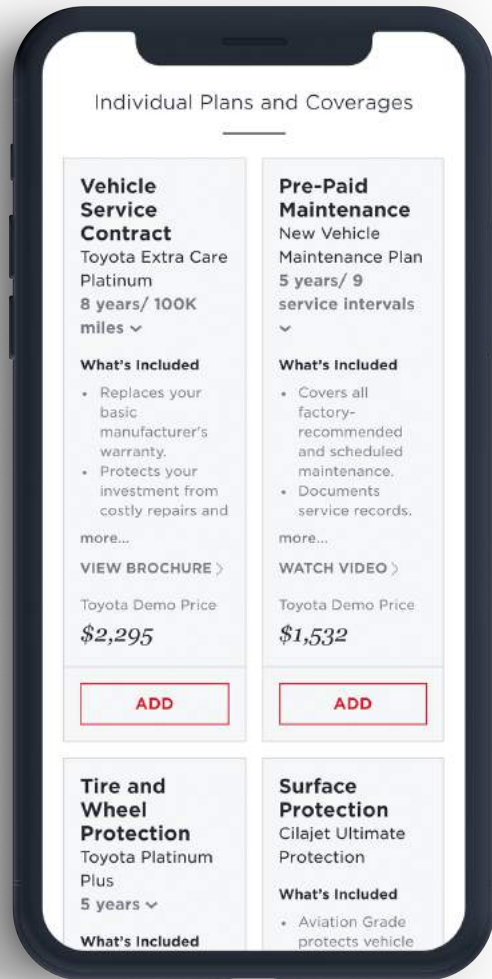 Individual Plans and Coverages
Vehicle
Service
Contract
Toyota Extra Care
Platinum
8 years/ 100K
miles
What's Included
• Replaces your
basic
manufacturer's
warranty.
• Protects your
investment from
costly repairs and
more...
VIEW BROCHURE >
Toyota Demo Price
$2,295
ADD
Pre-Paid
Maintenance
New Vehicle
Maintenance Plan
5 years/ 9
service intervals
What's Included
• Covers all
factory-
recommended
and scheduled
maintenance.
• Documents
service records.
more...
WATCH VIDEO >
Toyota Demo Price
$1,532
ADD
Tire and
Wheel
Protection
Toyota Platinum
Plus
5 years
What's Included
Surface
Protection
Cilajet Ultimate
Protection
What's Included
• Aviation Grade
protects vehicle